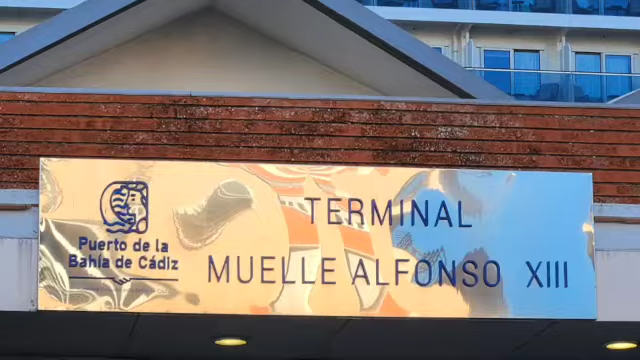 Puerto de la
Bahía de Cádiz
TERMINAL
MUELLE ALFONSO XIII